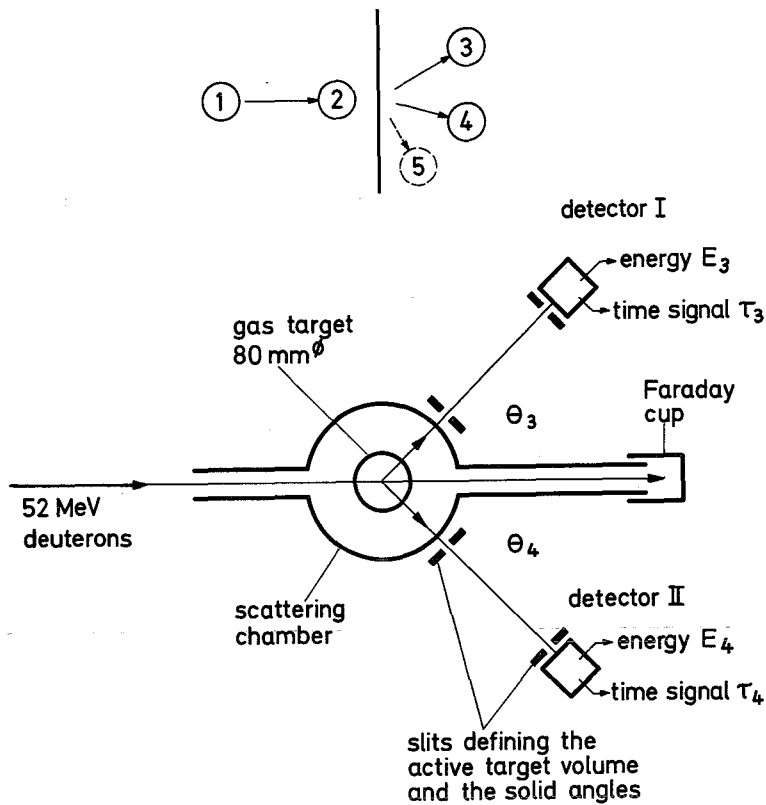 1
2
3
4
5
detector I
energy E₃
time signal τ₃
gas target
80 mm ϕ
Faraday
cup
Θ₃
52 MeV
deuterons
Θ₄
scattering
chamber
detector II
energy E₄
time signal τ₄
slits defining the
active target volume
and the solid angles